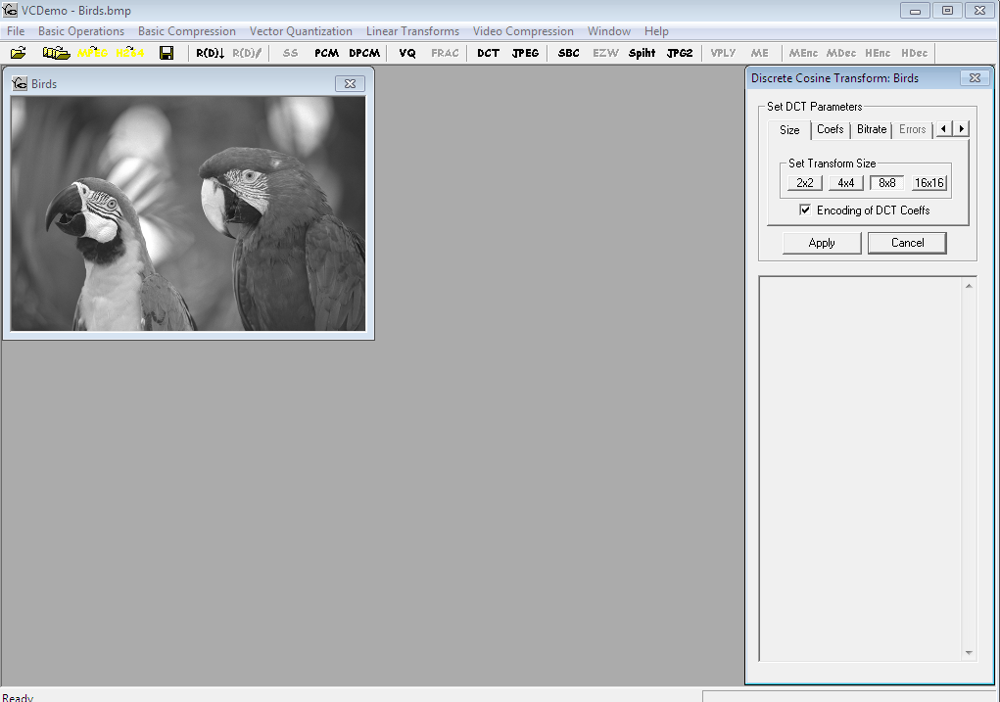 VCDemo - Birds.bmp
File Basic Operations Basic Compression Vector Quantization Linear Transforms Video Compression Window Help
MPEG H264 R(D)↓ R(D)/ SS PCM DPCM VQ FRAC DCT JPEG SBC EZW Spiht JPG2 VPLY ME MEnc MDec HEnc HDec
Birds
Discrete Cosine Transform: Birds
Set DCT Parameters
Size Coefs Bitrate Errors
Set Transform Size
2x2 4x4 8x8 16x16
Encoding of DCT Coeffs
Apply Cancel
Ready